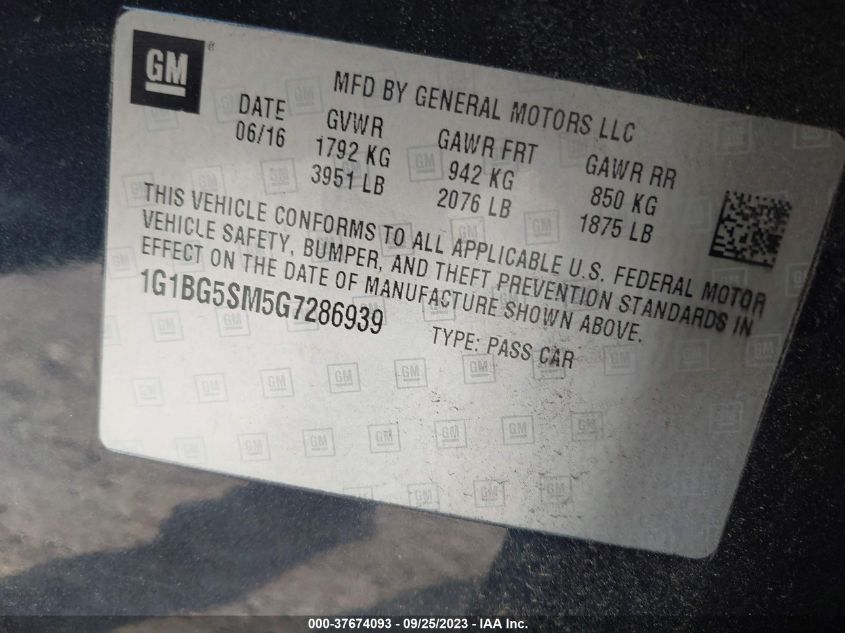 GM
MFD BY GENERAL MOTORS LLC
DATE GVWR GAWR FRT GAWR RR
06/16 1792 KG 942 KG 850 KG
3951 LB 2076 LB 1875 LB
THIS VEHICLE CONFORMS TO ALL APPLICABLE U.S. FEDERAL MOTOR
VEHICLE SAFETY, BUMPER, AND THEFT PREVENTION STANDARDS IN
EFFECT ON THE DATE OF MANUFACTURE SHOWN ABOVE.
1G1BG5SM5G7286939 TYPE: PASS CAR
000-37674093 - 09/25/2023 - IAA Inc.